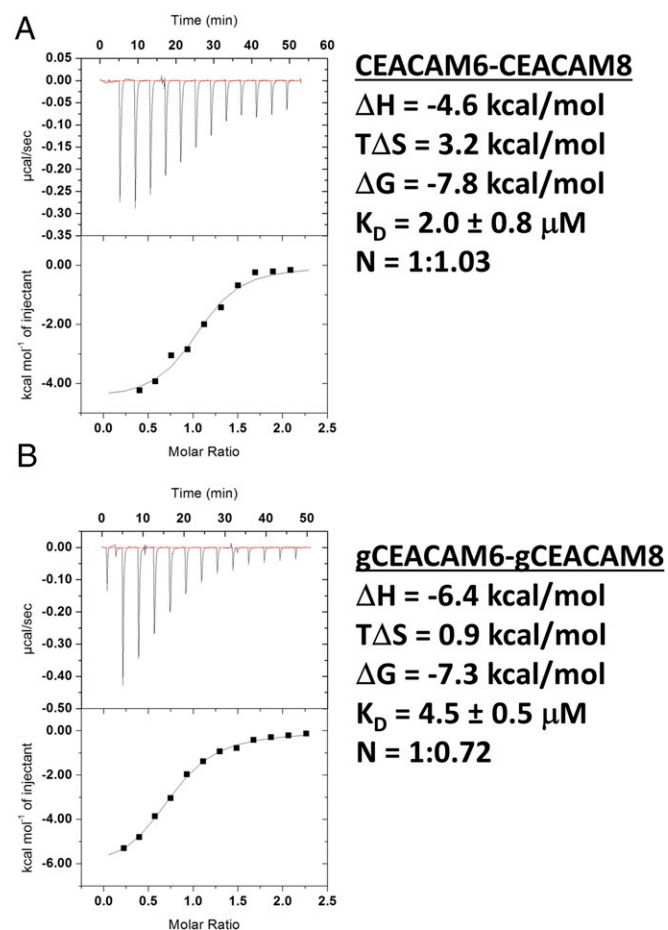 A
Time (min)
0 10 20 30 40 50 60
0.05
0.00
-0.05
-0.10
-0.15
-0.20
-0.25
-0.30
0.35
µcal/sec
0.00
-2.00
-4.00
kcal mol⁻¹ of injectant
0.0 0.5 1.0 1.5 2.0 2.5
Molar Ratio
CEACAM6-CEACAM8
ΔH = -4.6 kcal/mol
TΔS = 3.2 kcal/mol
ΔG = -7.8 kcal/mol
K_D = 2.0 ± 0.8 µM
N = 1:1.03
B
Time (min)
0 10 20 30 40 50
0.00
-0.10
-0.20
-0.30
-0.40
-0.50
µcal/sec
0.00
-2.00
-4.00
-6.00
kcal mol⁻¹ of injectant
0.0 0.5 1.0 1.5 2.0 2.5
Molar Ratio
gCEACAM6-gCEACAM8
ΔH = -6.4 kcal/mol
TΔS = 0.9 kcal/mol
ΔG = -7.3 kcal/mol
K_D = 4.5 ± 0.5 µM
N = 1:0.72